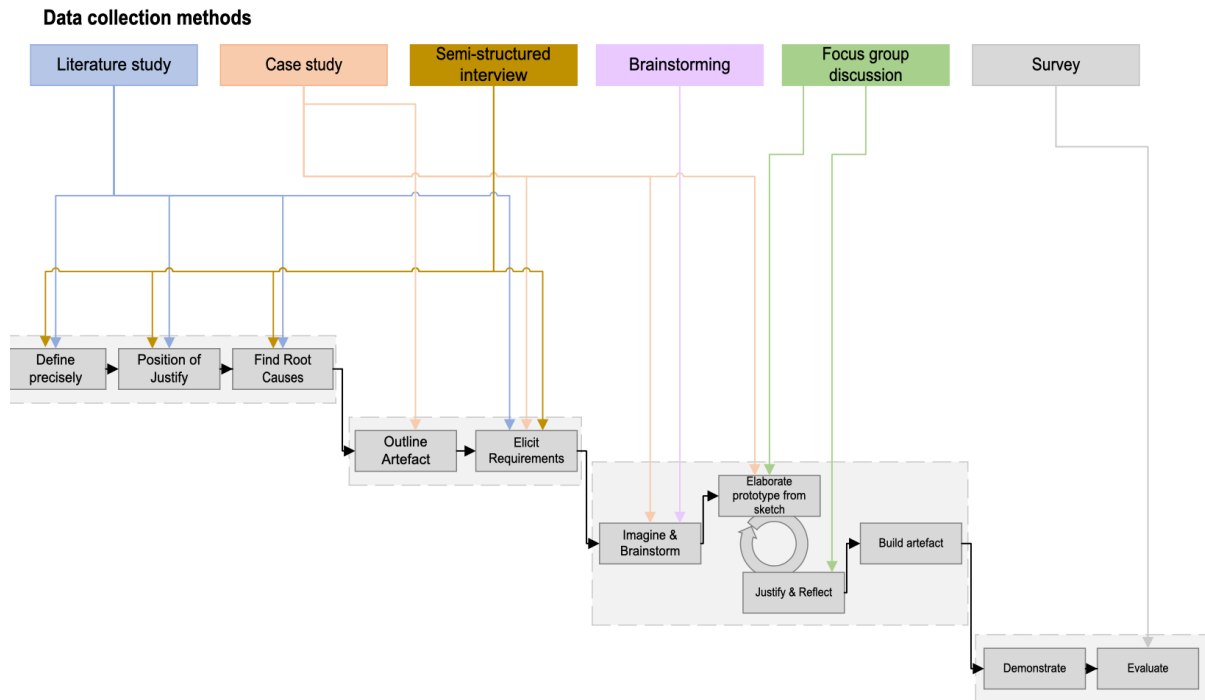 Data collection methods
Literature study
Case study
Semi-structured
interview
Brainstorming
Focus group
discussion
Survey
Define
precisely
Position of
Justify
Find Root
Causes
Outline
Artefact
Elicit
Requirements
Elaborate
prototype from
sketch
Imagine &
Brainstorm
Build artefact
Justify & Reflect
Demonstrate
Evaluate